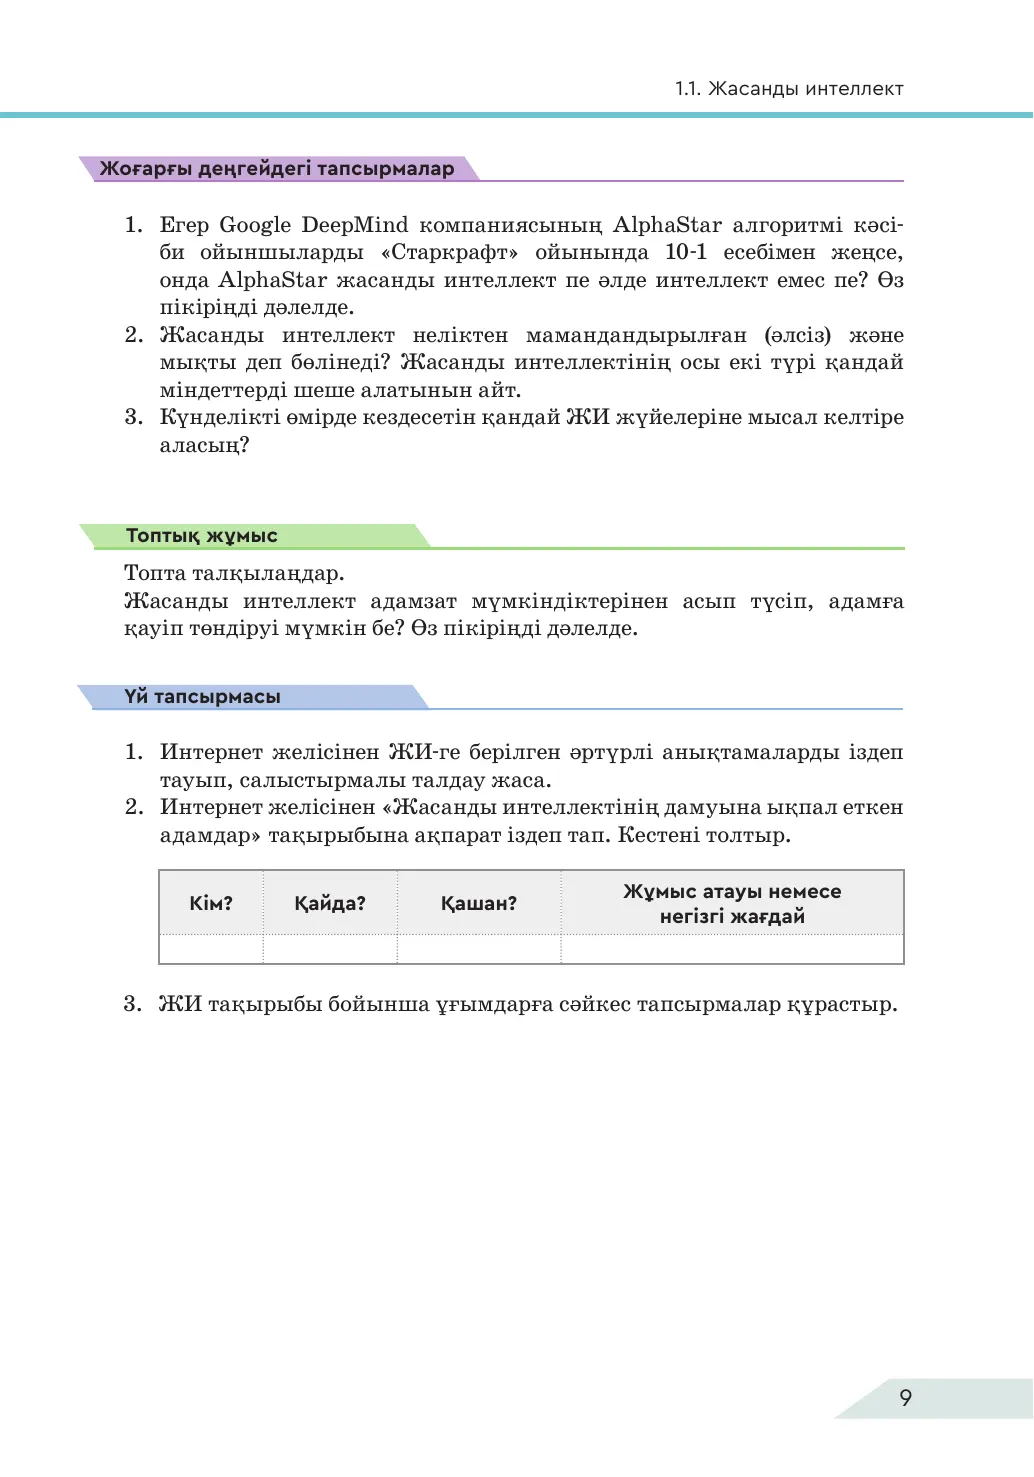 1.1. Жасанды интеллект
Жоғарғы деңгейдегі тапсырмалар
1. Егер Google DeepMind компаниясының AlphaStar алгоритмі кәсі-
би ойыншыларды «Старкрафт» ойынында 10-1 есебімен жеңсе,
онда AlphaStar жасанды интеллект пе әлде интеллект емес пе? Өз
пікіріңді дәлелде.
2. Жасанды интеллект неліктен мамандандырылған (әлсіз) және
мықты деп бөлінеді? Жасанды интеллектінің осы екі түрі қандай
міндеттерді шеше алатынын айт.
3. Күнделікті өмірде кездесетін қандай ЖИ жүйелеріне мысал келтіре
аласың?
Топтық жұмыс
Топта талқылаңдар.
Жасанды интеллект адамзат мүмкіндіктерінен асып түсіп, адамға
қауіп төндіруі мүмкін бе? Өз пікіріңді дәлелде.
Үй тапсырмасы
1. Интернет желісінен ЖИ-ге берілген әртүрлі анықтамаларды іздеп
тауып, салыстырмалы талдау жаса.
2. Интернет желісінен «Жасанды интеллектінің дамуына ықпал еткен
адамдар» тақырыбына ақпарат іздеп тап. Кестені толтыр.
Кім? Қайда? Қашан? Жұмыс атауы немесе
негізгі жағдай
3. ЖИ тақырыбы бойынша ұғымдарға сәйкес тапсырмалар құрастыр.
9